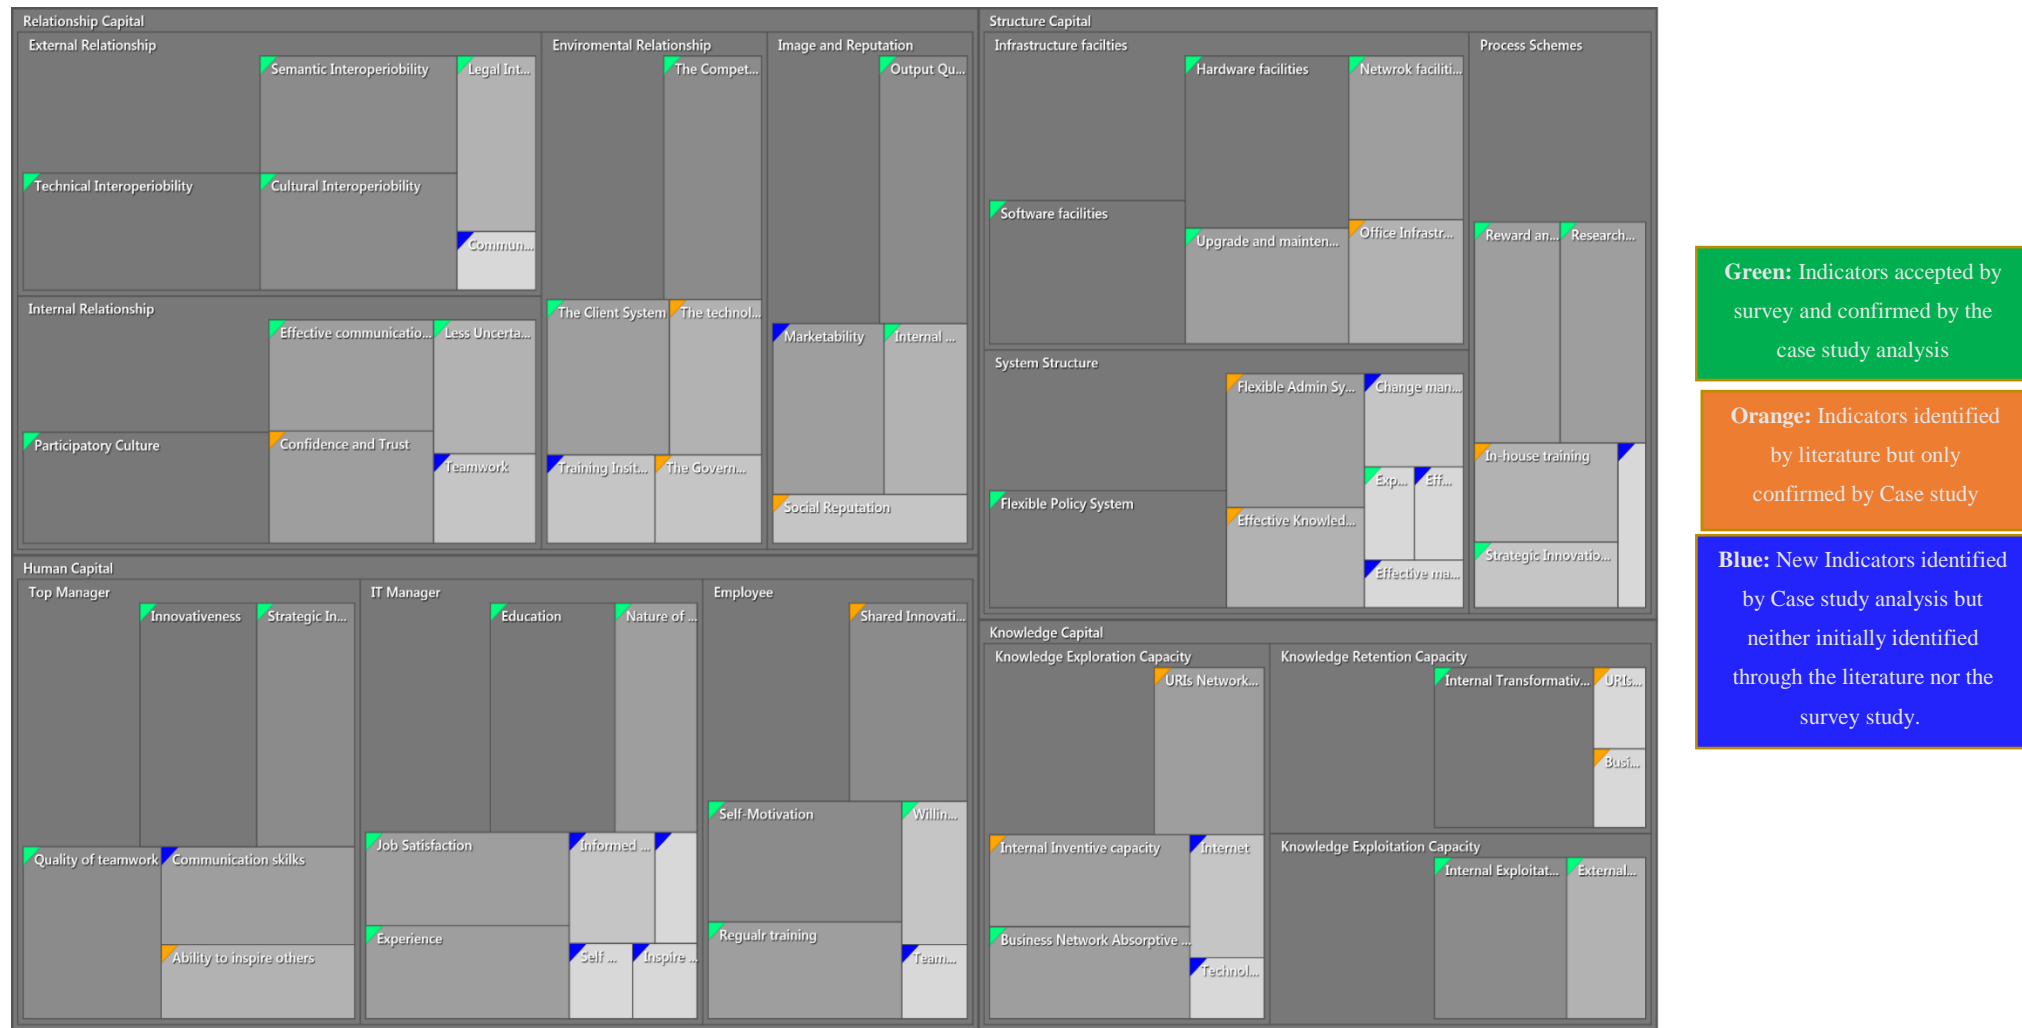 Relationship Capital
External Relationship
Semantic Interoperiobility
Legal Int...
Technical Interoperiobility
Cultural Interoperiobility
Commun...
Internal Relationship
Effective communicatio...
Less Uncerta...
Participatory Culture
Confidence and Trust
Teamwork
Enviromental Relationship
The Compet...
The Client System
The technol...
Training Insit...
The Govern...
Image and Reputation
Output Qu...
Marketability
Internal ...
Social Reputation
Structure Capital
Infrastructure facilties
Hardware facilities
Netwrok faciliti...
Software facilities
Upgrade and mainten...
Office Infrastr...
System Structure
Flexible Admin Sy...
Change man...
Exp...
Eff...
Flexible Policy System
Effective Knowled...
Effective ma...
Process Schemes
Reward an...
Research...
In-house training
Strategic Innovatio...
Human Capital
Top Manager
Innovativeness
Strategic In...
Quality of teamwork
Communication skilks
Ability to inspire others
IT Manager
Education
Nature of ...
Job Satisfaction
Informed ...
Experience
Self ...
Inspire ...
Employee
Shared Innovati...
Self-Motivation
Willin...
Regualr training
Team...
Knowledge Capital
Knowledge Exploration Capacity
URIs Network...
Internal Inventive capacity
Internet
Business Network Absorptive ...
Technol...
Knowledge Retention Capacity
Internal Transformativ...
URIs...
Busi...
Knowledge Exploitation Capacity
Internal Exploitat...
External...
Green: Indicators accepted by
survey and confirmed by the
case study analysis
Orange: Indicators identified
by literature but only
confirmed by Case study
Blue: New Indicators identified
by Case study analysis but
neither initially identified
through the literature nor the
survey study.